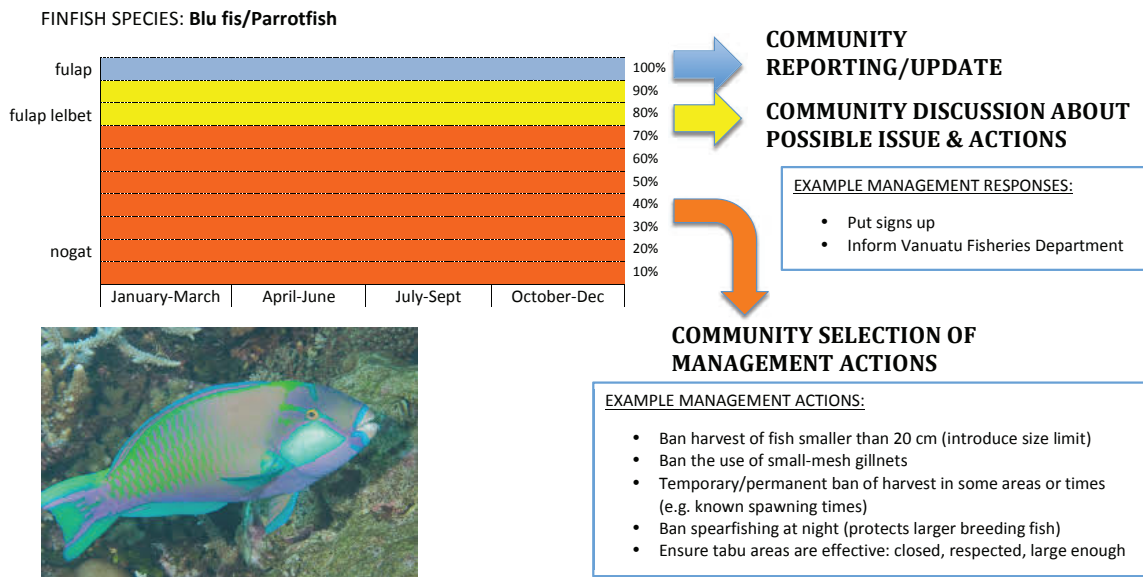 FINFISH SPECIES: Blu fis/Parrotfish
fulap
fulap lelbet
nogat
100%
90%
80%
70%
60%
50%
40%
30%
20%
10%
January-March
April-June
July-Sept
October-Dec
COMMUNITY
REPORTING/UPDATE
COMMUNITY DISCUSSION ABOUT
POSSIBLE ISSUE & ACTIONS
EXAMPLE MANAGEMENT RESPONSES:
• Put signs up
• Inform Vanuatu Fisheries Department
COMMUNITY SELECTION OF
MANAGEMENT ACTIONS
EXAMPLE MANAGEMENT ACTIONS:
• Ban harvest of fish smaller than 20 cm (introduce size limit)
• Ban the use of small-mesh gillnets
• Temporary/permanent ban of harvest in some areas or times
(e.g. known spawning times)
• Ban spearfishing at night (protects larger breeding fish)
• Ensure tabu areas are effective: closed, respected, large enough